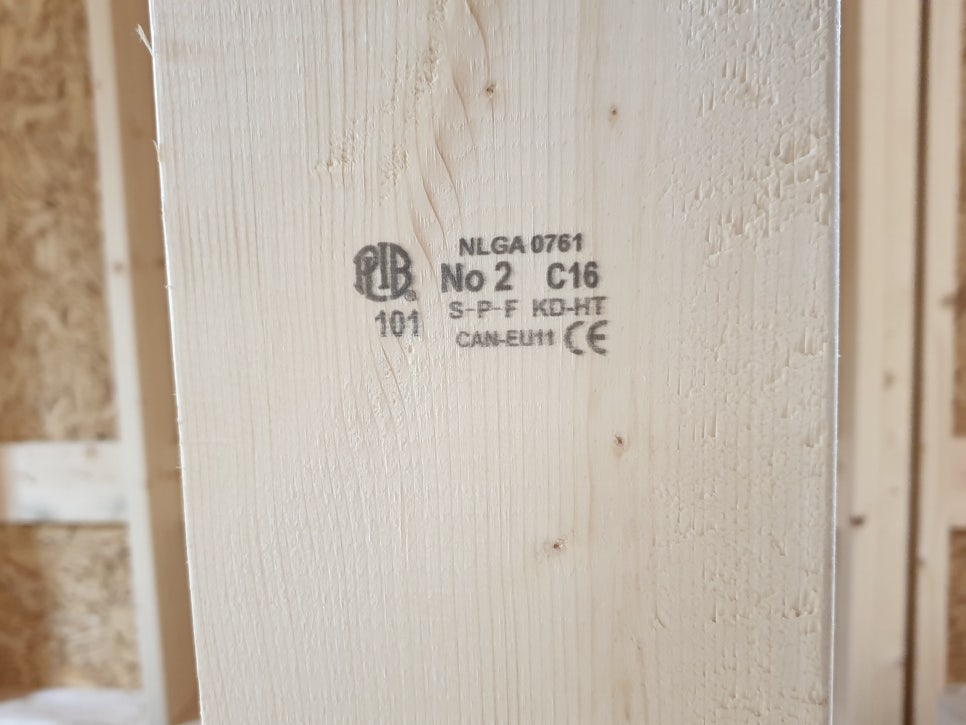 PLIB®
101
NLGA 0761
No 2 C16
S-P-F KD-HT
CAN-EU11 CE